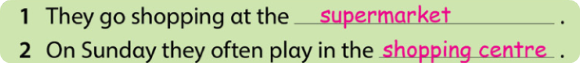 1 They go shopping at the supermarket .
2 On Sunday they often play in the shopping centre .